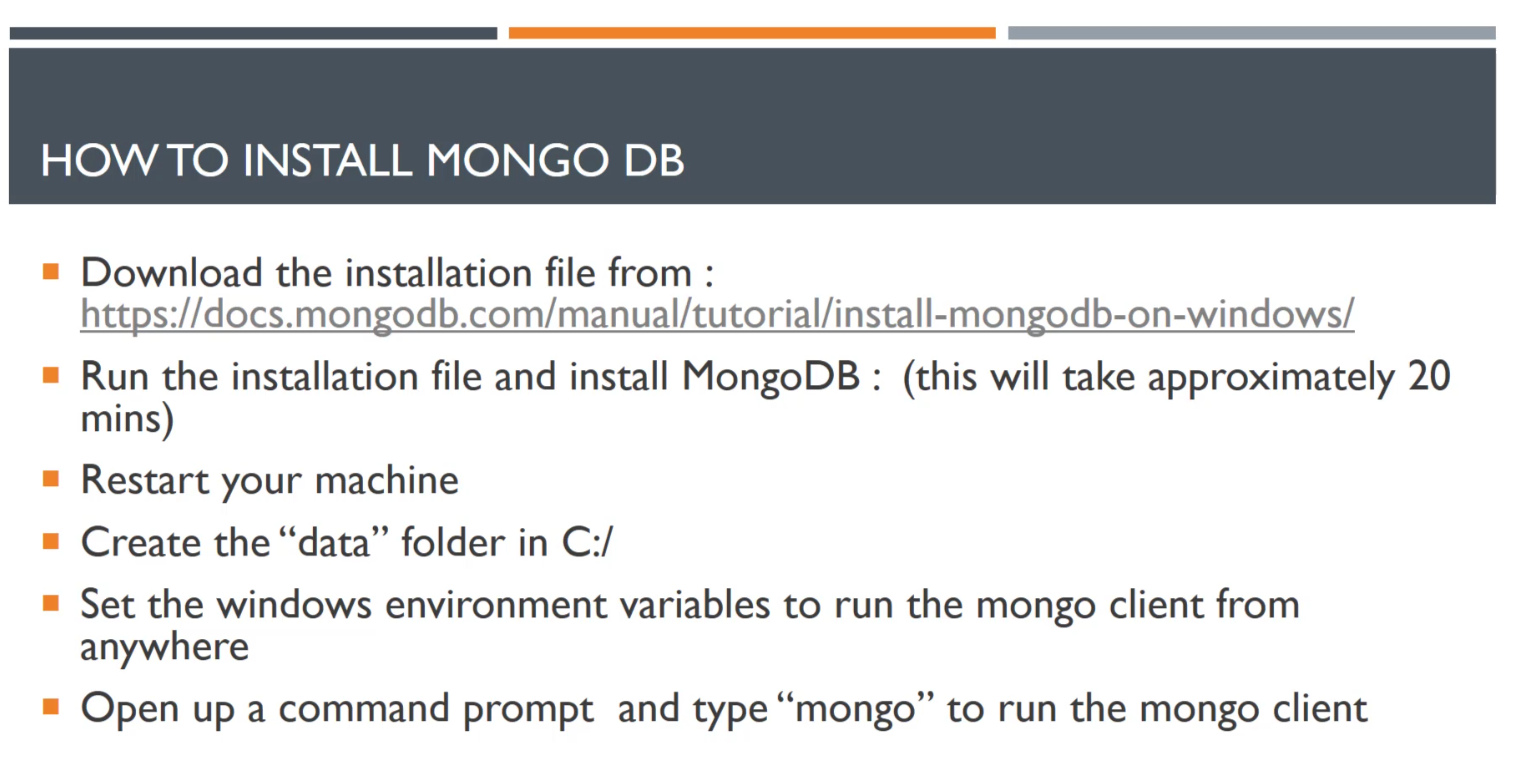 HOW TO INSTALL MONGO DB
Download the installation file from :
https://docs.mongodb.com/manual/tutorial/install-mongodb-on-windows/
Run the installation file and install MongoDB : (this will take approximately 20
mins)
Restart your machine
Create the “data” folder in C:/
Set the windows environment variables to run the mongo client from
anywhere
Open up a command prompt and type “mongo” to run the mongo client